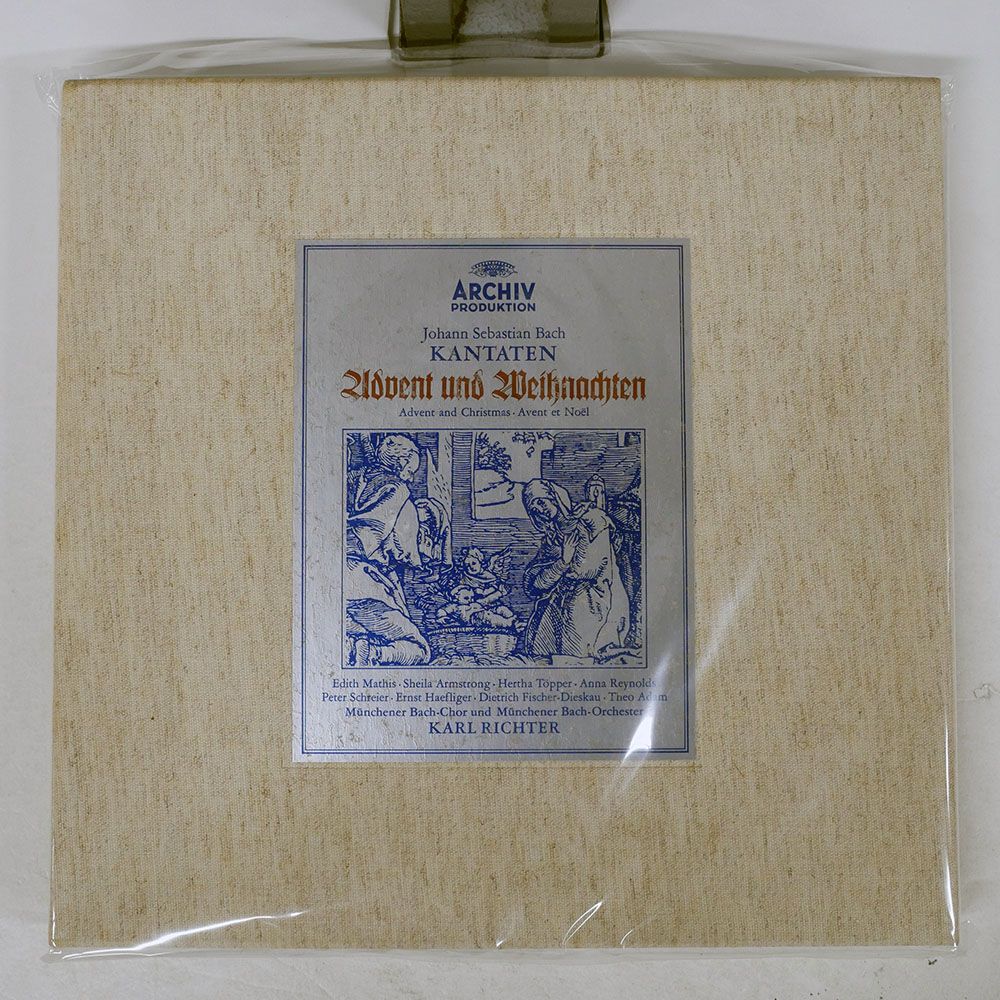 ARCHIV
PRODUKTION
Johann Sebastian Bach
KANTATEN
Advent und Weihnachten
Advent and Christmas · Avent et Noël
Edith Mathis · Sheila Armstrong · Hertha Töpper · Anna Reynolds
Peter Schreier · Ernst Haefliger · Dietrich Fischer-Dieskau · Theo Adam
Münchener Bach-Chor und Münchener Bach-Orchester
KARL RICHTER